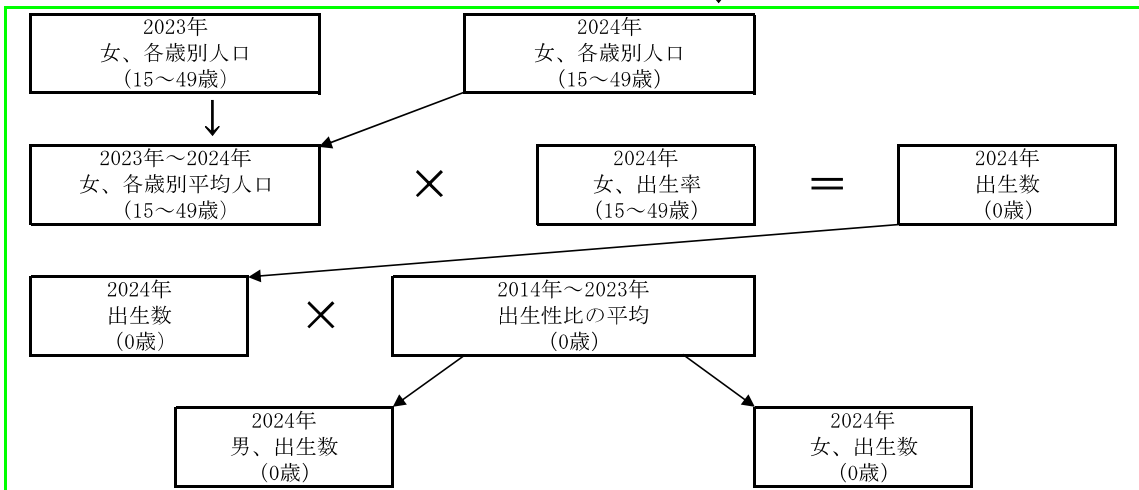 2023年
女、各歳別人口
(15～49歳)
2024年
女、各歳別人口
(15～49歳)
2023年～2024年
女、各歳別平均人口
(15～49歳)
×
2024年
女、出生率
(15～49歳)
＝
2024年
出生数
(0歳)
2024年
出生数
(0歳)
×
2014年～2023年
出生性比の平均
(0歳)
2024年
男、出生数
(0歳)
2024年
女、出生数
(0歳)